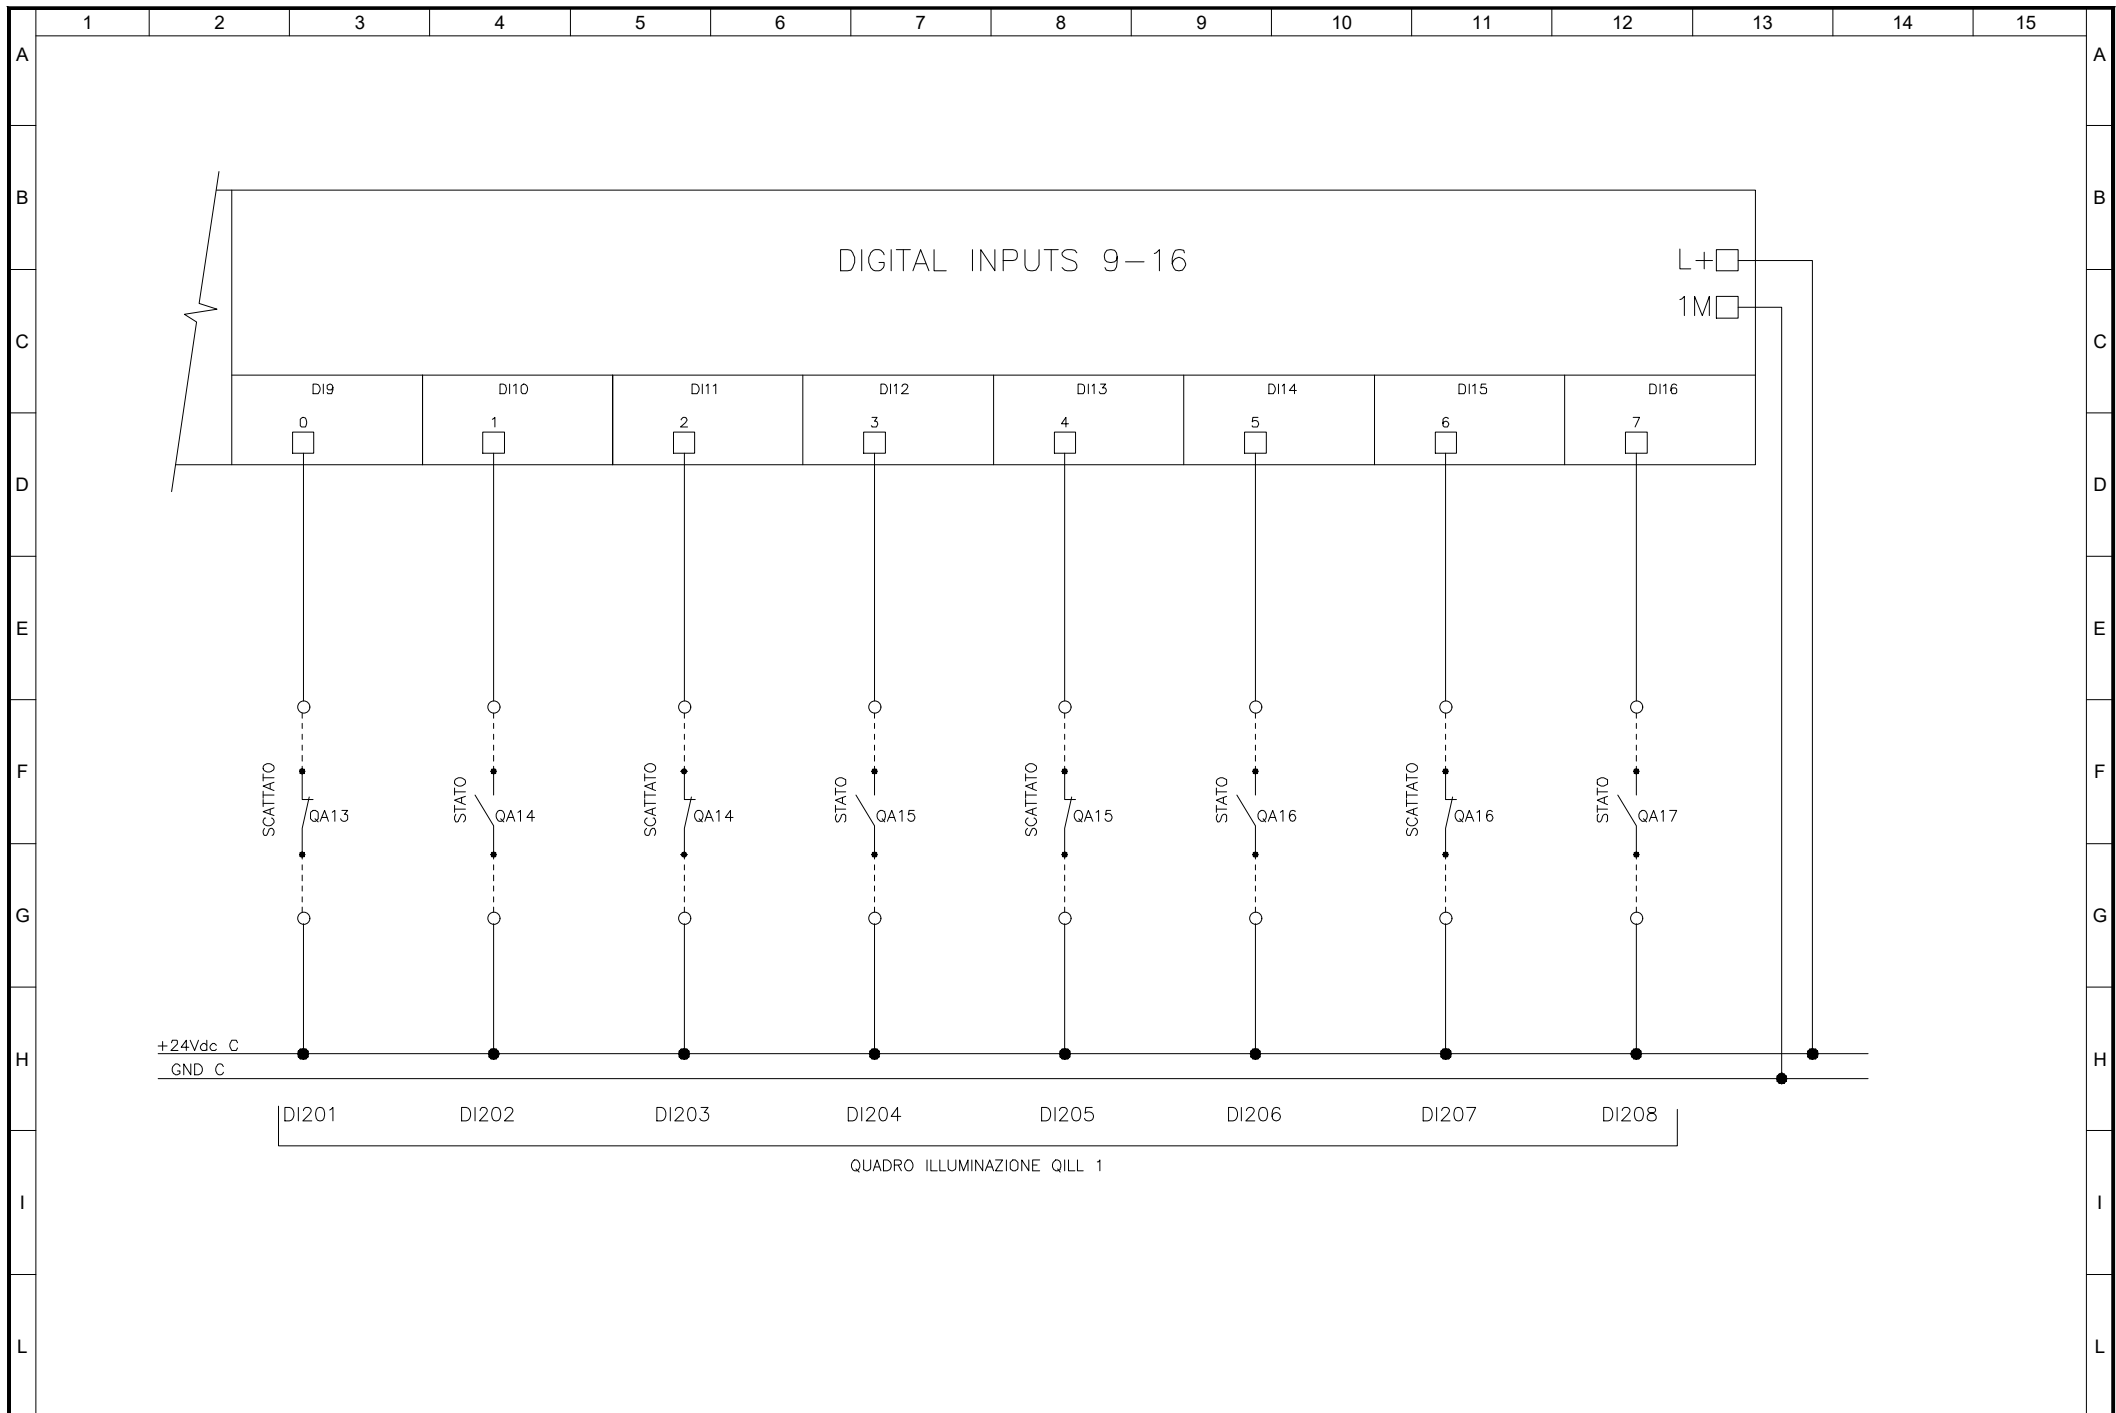 1 2 3 4 5 6 7 8 9 10 11 12 13 14 15
A A
B B
DIGITAL INPUTS 9-16 L+
1M
C C
DI9 DI10 DI11 DI12 DI13 DI14 DI15 DI16
0 1 2 3 4 5 6 7
D D
E E
F F
SCATTATO STATO SCATTATO STATO SCATTATO STATO SCATTATO STATO
QA13 QA14 QA14 QA15 QA15 QA16 QA16 QA17
G G
+24Vdc C
H H
GND C
DI201 DI202 DI203 DI204 DI205 DI206 DI207 DI208
QUADRO ILLUMINAZIONE QILL 1
I I
L L